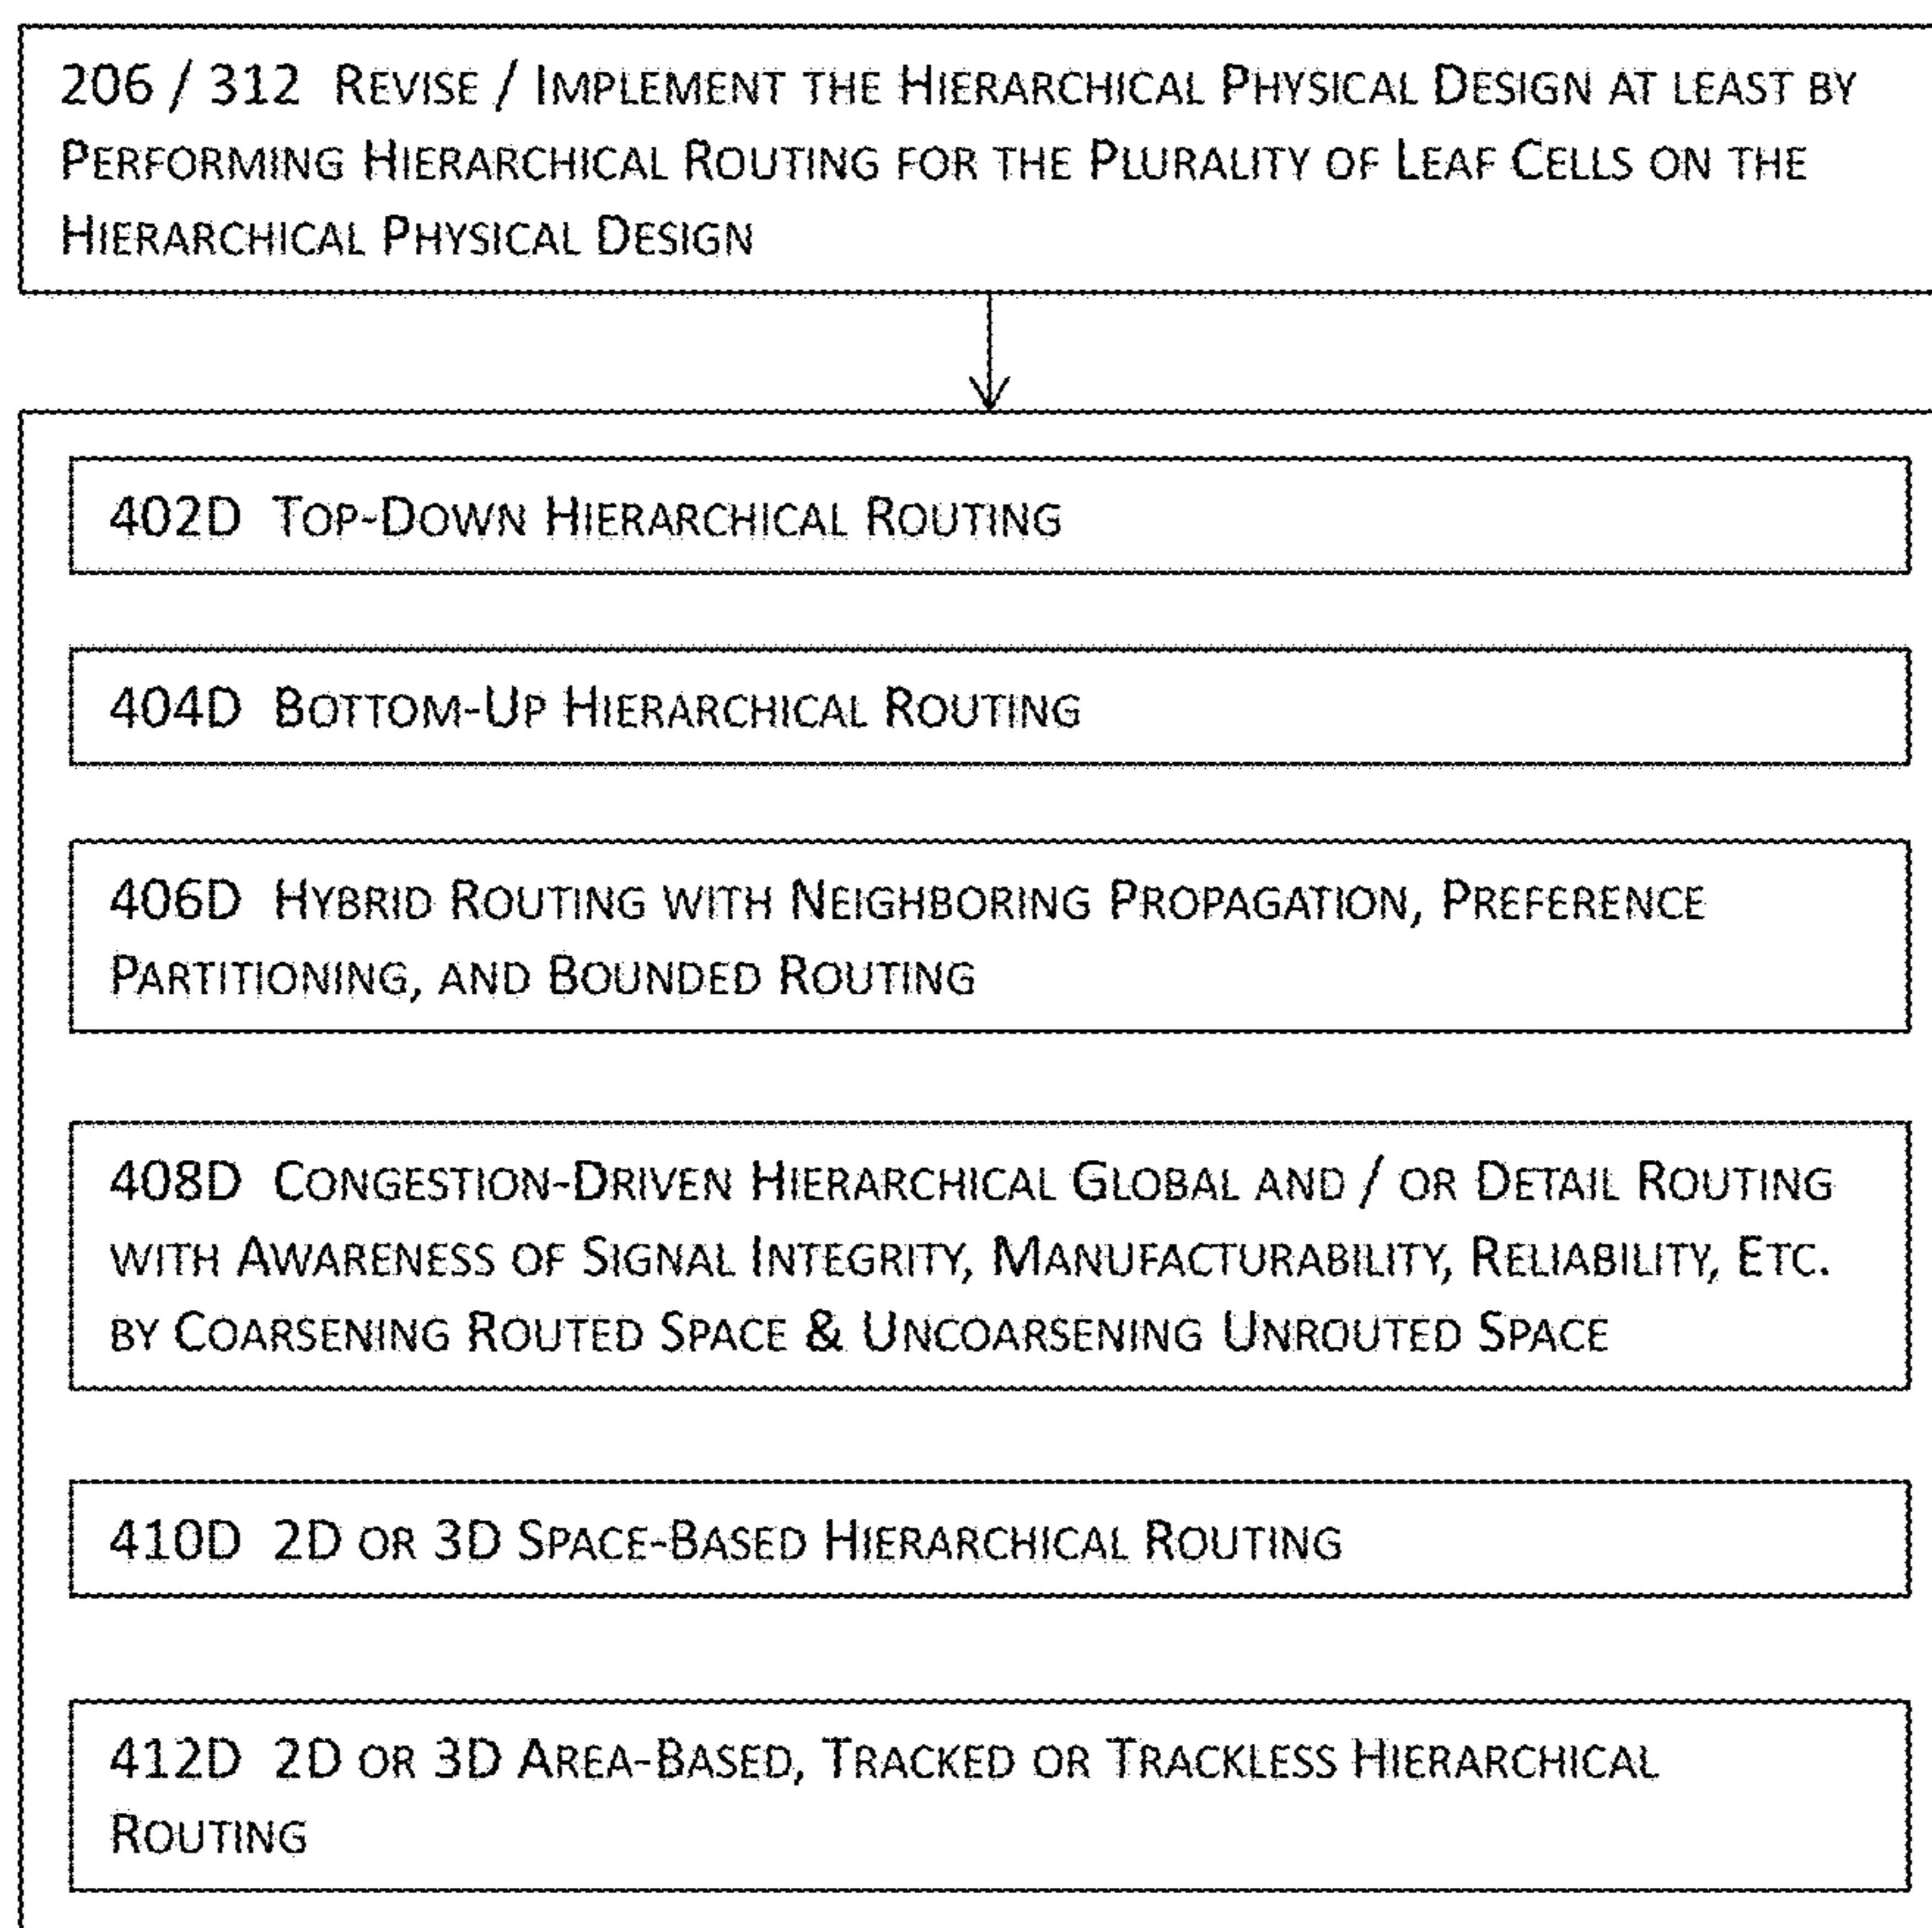 206 / 312 REVISE / IMPLEMENT THE HIERARCHICAL PHYSICAL DESIGN AT LEAST BY
PERFORMING HIERARCHICAL ROUTING FOR THE PLURALITY OF LEAF CELLS ON THE
HIERARCHICAL PHYSICAL DESIGN
402D TOP-DOWN HIERARCHICAL ROUTING
404D BOTTOM-UP HIERARCHICAL ROUTING
406D HYBRID ROUTING WITH NEIGHBORING PROPAGATION, PREFERENCE
PARTITIONING, AND BOUNDED ROUTING
408D CONGESTION-DRIVEN HIERARCHICAL GLOBAL AND / OR DETAIL ROUTING
WITH AWARENESS OF SIGNAL INTEGRITY, MANUFACTURABILITY, RELIABILITY, ETC.
BY COARSENING ROUTED SPACE & UNCOARSENING UNROUTED SPACE
410D 2D OR 3D SPACE-BASED HIERARCHICAL ROUTING
412D 2D OR 3D AREA-BASED, TRACKED OR TRACKLESS HIERARCHICAL
ROUTING